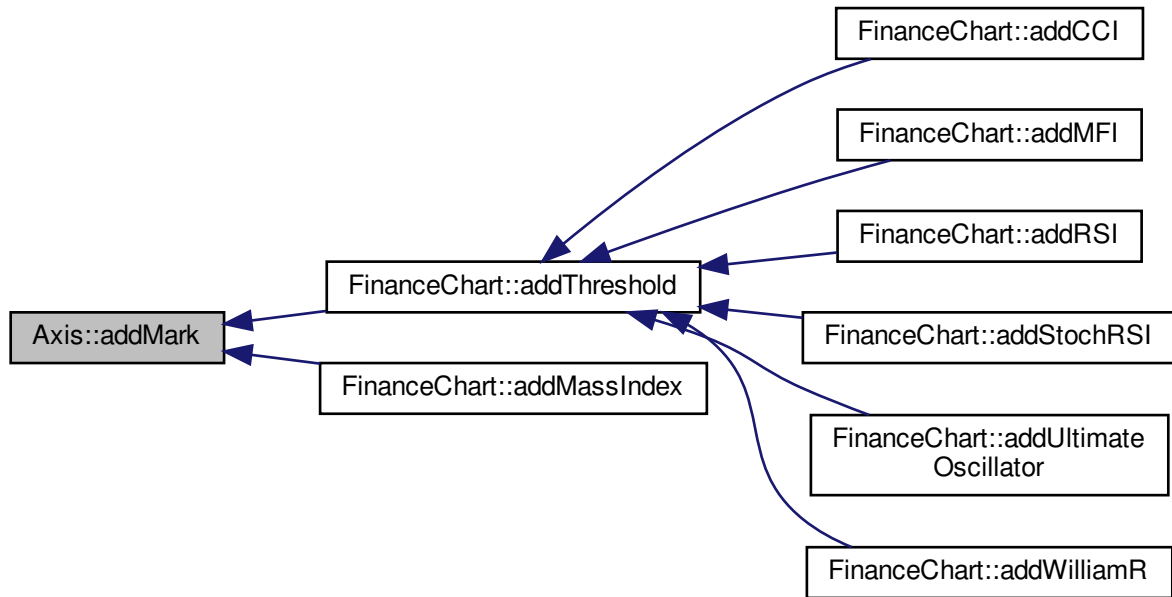 FinanceChart::addCCI
FinanceChart::addMFI
FinanceChart::addRSI
FinanceChart::addThreshold
Axis::addMark
FinanceChart::addStochRSI
FinanceChart::addMassIndex
FinanceChart::addUltimate
Oscillator
FinanceChart::addWilliamR